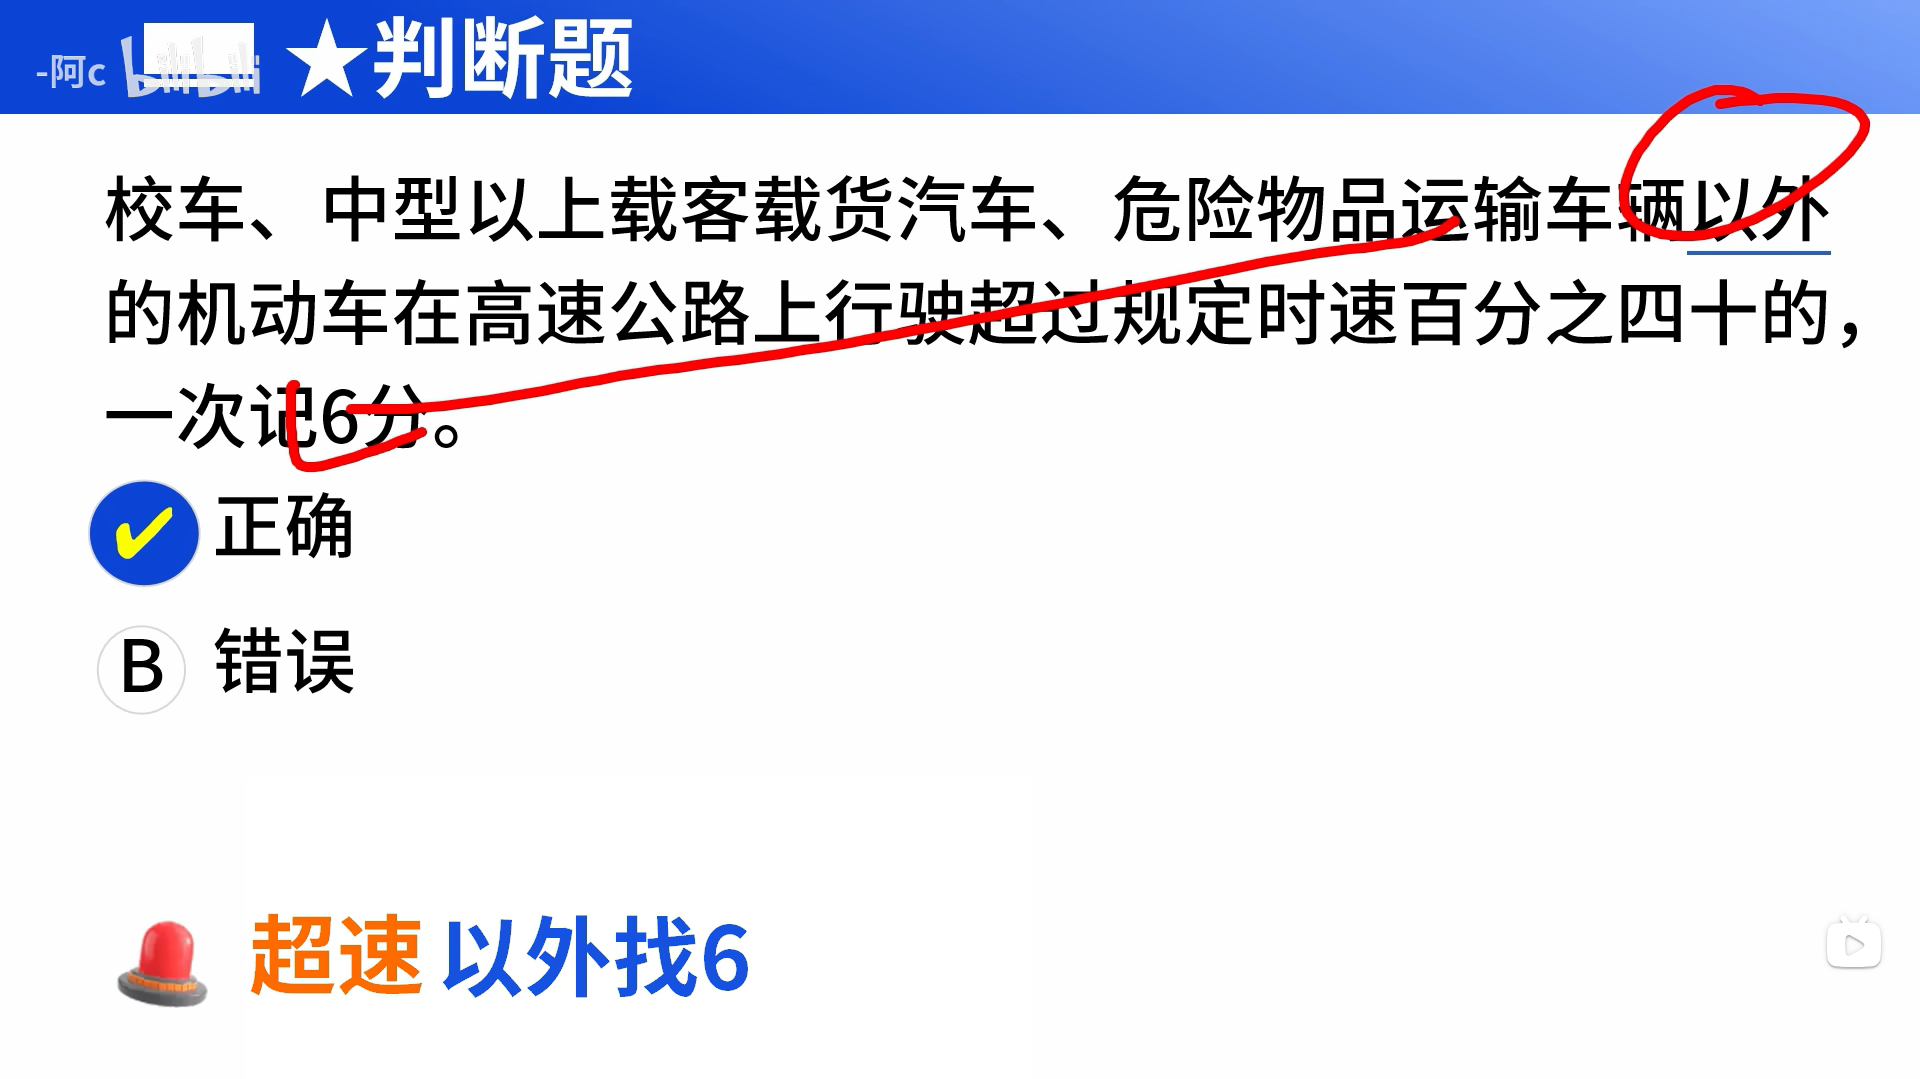 -阿c bilibili ★判断题
校车、中型以上载客载货汽车、危险物品运输车辆以外
的机动车在高速公路上行驶超过规定时速百分之四十的，
一次记6分。
✔ 正确
B 错误
超速 以外找6